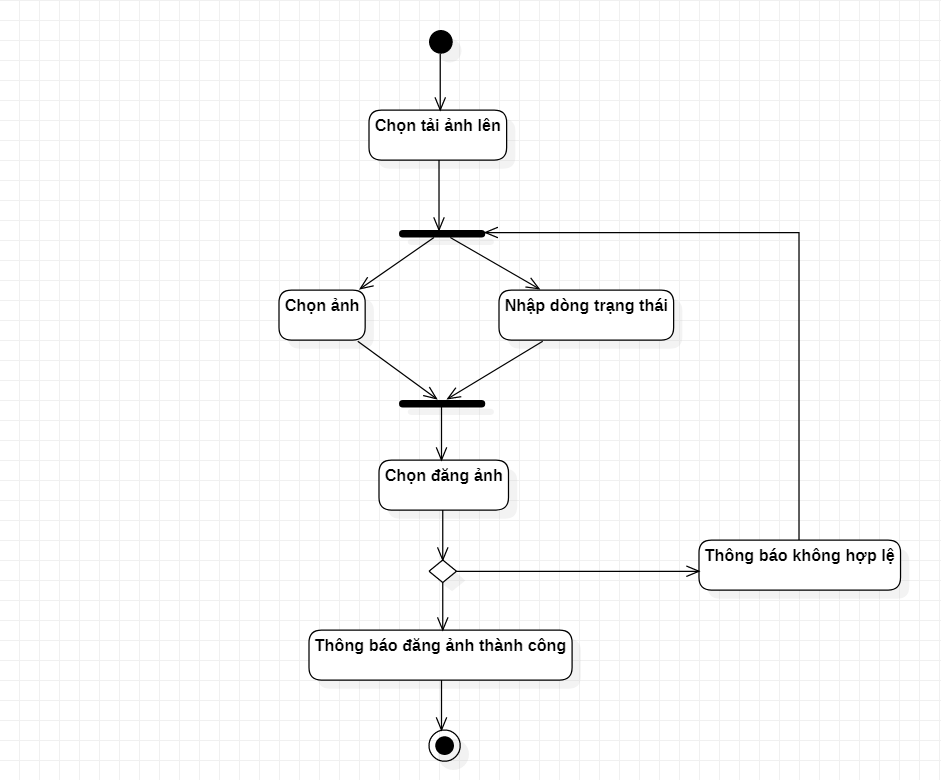 Chọn tải ảnh lên
Chọn ảnh
Nhập dòng trạng thái
Chọn đăng ảnh
Thông báo không hợp lệ
Thông báo đăng ảnh thành công